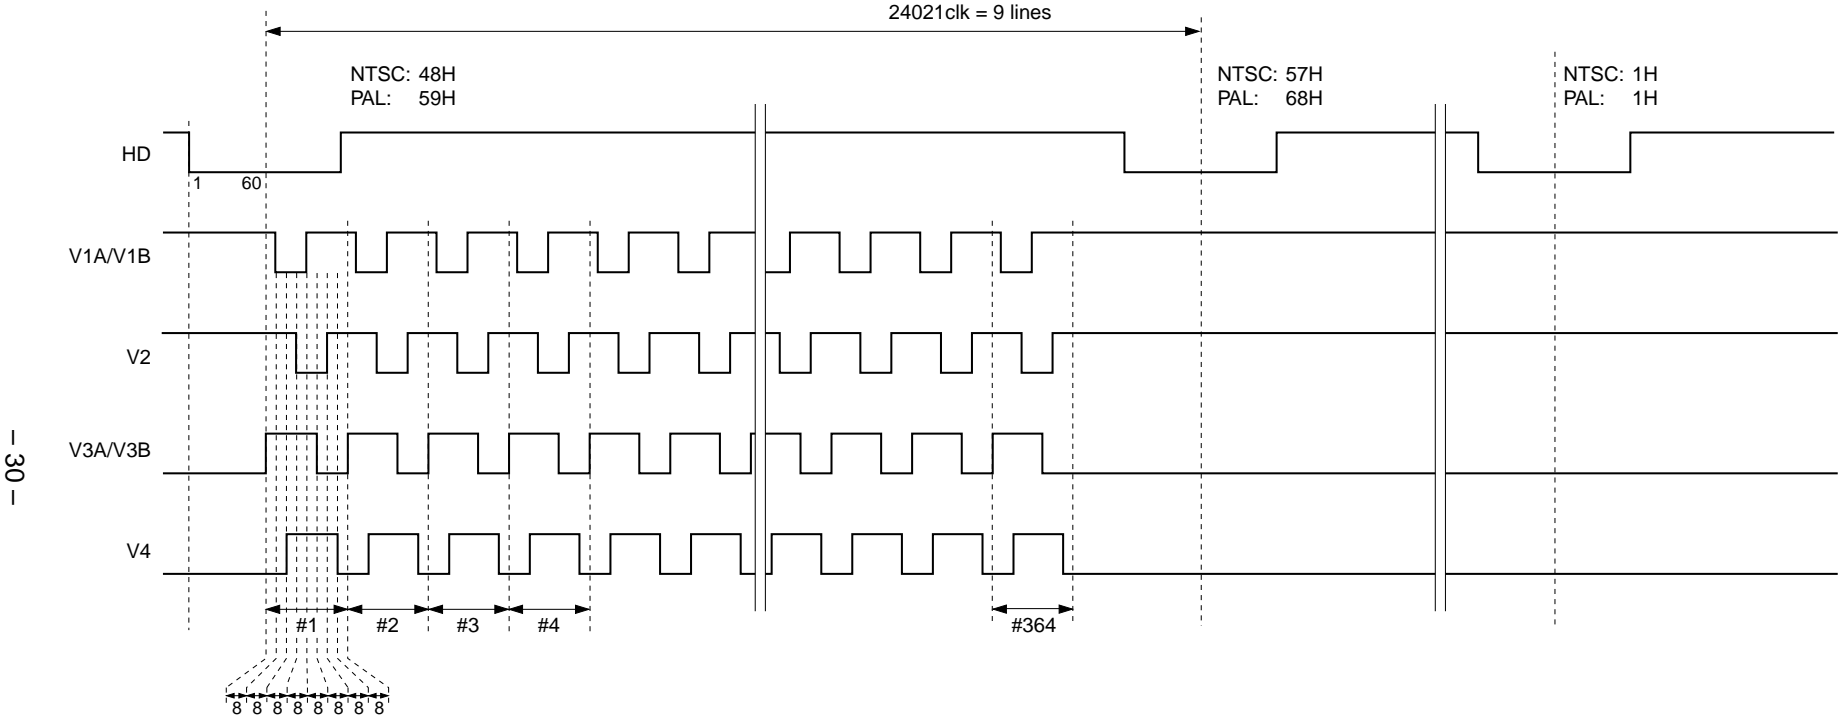 24021clk = 9 lines
NTSC: 48H
PAL: 59H
NTSC: 57H
PAL: 68H
NTSC: 1H
PAL: 1H
HD
1 60
V1A/V1B
V2
V3A/V3B
V4
#1 #2 #3 #4 #364
8 8 8 8 8 8 8 8
– 30 –